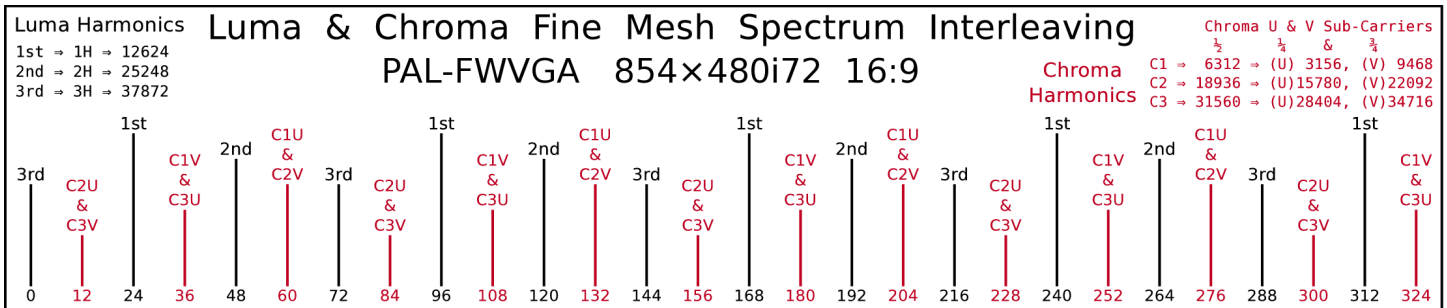 Luma & Chroma Fine Mesh Spectrum Interleaving
PAL-FWVGA 854×480i72 16:9
Luma Harmonics
1st ⇒ 1H ⇒ 12624
2nd ⇒ 2H ⇒ 25248
3rd ⇒ 3H ⇒ 37872
Chroma U & V Sub-Carriers
½ ¼ & ¾
Chroma
Harmonics
C1 ⇒ 6312 ⇒ (U) 3156, (V) 9468
C2 ⇒ 18936 ⇒ (U)15780, (V)22092
C3 ⇒ 31560 ⇒ (U)28404, (V)34716
3rd
C2U
&
C3V
1st
C1V
&
C3U
2nd
C1U
&
C2V
3rd
C2U
&
C3V
1st
C1V
&
C3U
2nd
C1U
&
C2V
3rd
C2U
&
C3V
1st
C1V
&
C3U
2nd
C1U
&
C2V
3rd
C2U
&
C3V
1st
C1V
&
C3U
2nd
C1U
&
C2V
3rd
C2U
&
C3V
1st
C1V
&
C3U
0 12 24 36 48 60 72 84 96 108 120 132 144 156 168 180 192 204 216 228 240 252 264 276 288 300 312 324